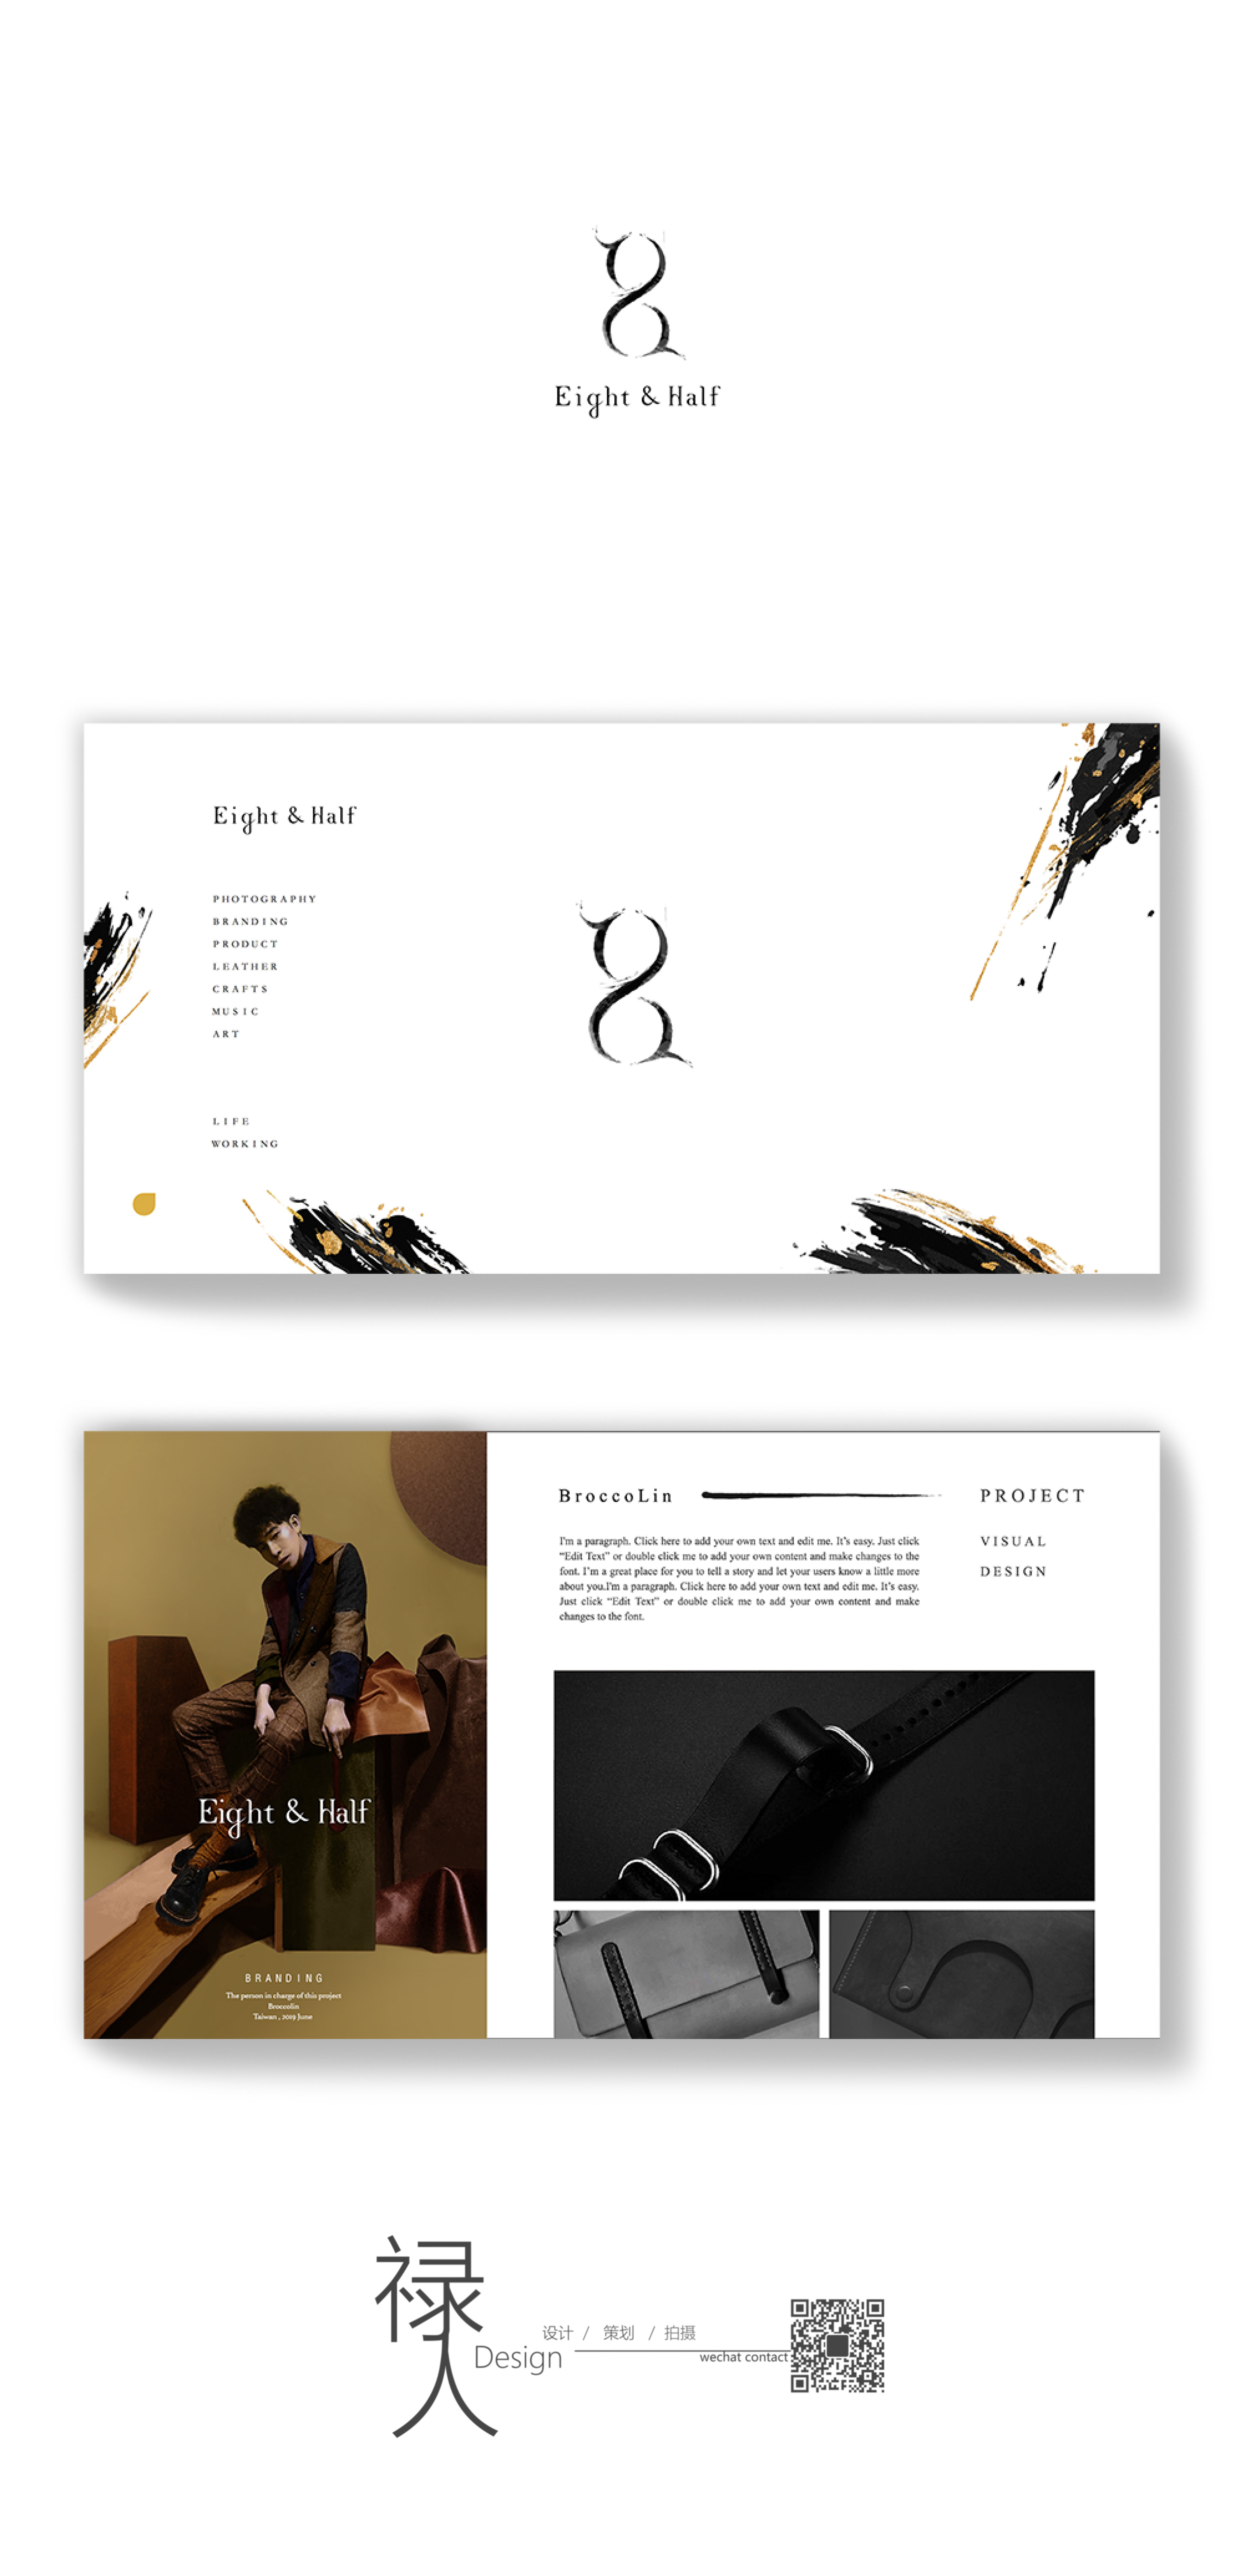 8
Eight & Half
Eight & Half
PHOTOGRAPHY
BRANDING
PRODUCT
LEATHER
CRAFTS
MUSIC
ART
LIFE
WORKING
8
Eight & Half
BRANDING
The person in charge of this project
Broccolin
Taiwan , 2019 June
BroccoLin
I'm a paragraph. Click here to add your own text and edit me. It's easy. Just click
“Edit Text” or double click me to add your own content and make changes to the
font. I'm a great place for you to tell a story and let your users know a little more
about you.I'm a paragraph. Click here to add your own text and edit me. It's easy.
Just click “Edit Text” or double click me to add your own content and make
changes to the font.
PROJECT
VISUAL
DESIGN
禄人
Design
设计 / 策划 / 拍摄
wechat contact